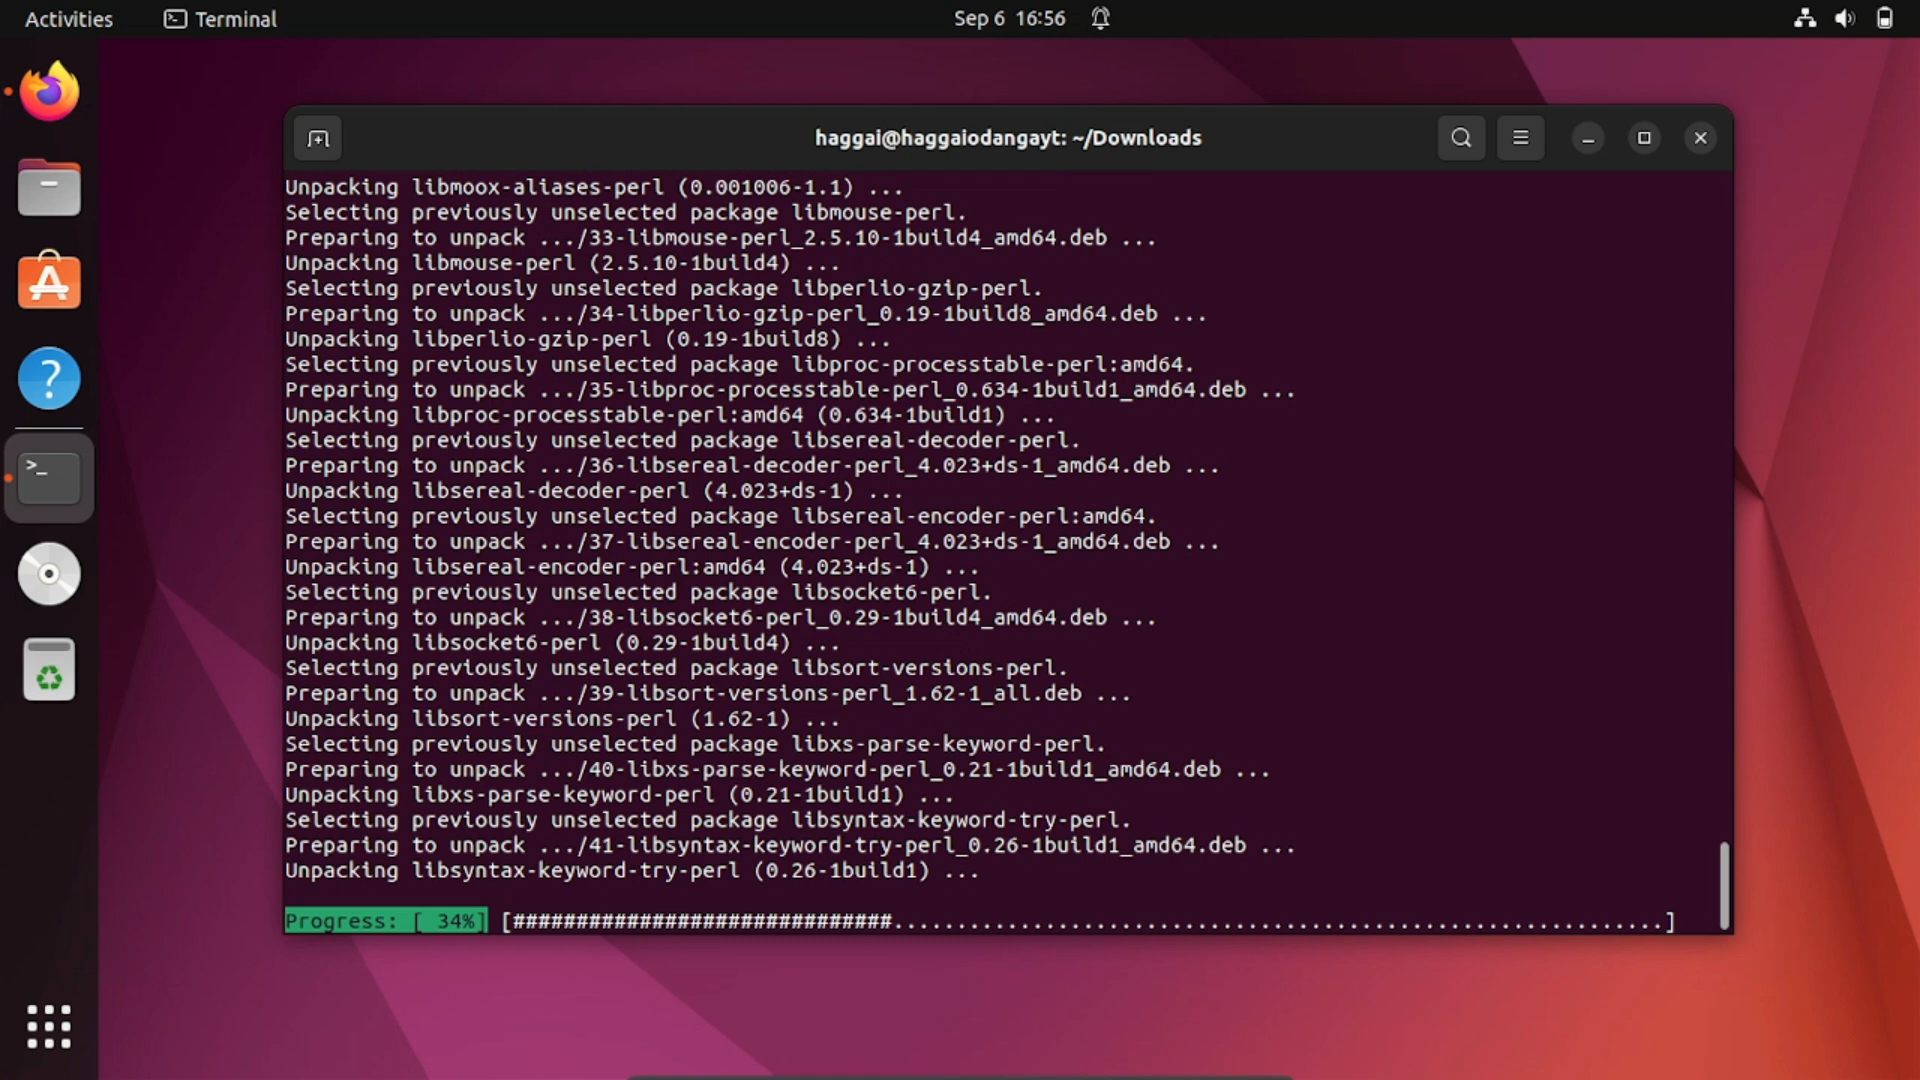 Activities Terminal Sep 6 16:56
haggai@haggaiodangayt: ~/Downloads
Unpacking libmoox-aliases-perl (0.001006-1.1) ...
Selecting previously unselected package libmouse-perl.
Preparing to unpack .../33-libmouse-perl_2.5.10-1build4_amd64.deb ...
Unpacking libmouse-perl (2.5.10-1build4) ...
Selecting previously unselected package libperlio-gzip-perl.
Preparing to unpack .../34-libperlio-gzip-perl_0.19-1build8_amd64.deb ...
Unpacking libperlio-gzip-perl (0.19-1build8) ...
Selecting previously unselected package libproc-processtable-perl:amd64.
Preparing to unpack .../35-libproc-processtable-perl_0.634-1build1_amd64.deb ...
Unpacking libproc-processtable-perl:amd64 (0.634-1build1) ...
Selecting previously unselected package libsereal-decoder-perl.
Preparing to unpack .../36-libsereal-decoder-perl_4.023+ds-1_amd64.deb ...
Unpacking libsereal-decoder-perl (4.023+ds-1) ...
Selecting previously unselected package libsereal-encoder-perl:amd64.
Preparing to unpack .../37-libsereal-encoder-perl_4.023+ds-1_amd64.deb ...
Unpacking libsereal-encoder-perl:amd64 (4.023+ds-1) ...
Selecting previously unselected package libsocket6-perl.
Preparing to unpack .../38-libsocket6-perl_0.29-1build4_amd64.deb ...
Unpacking libsocket6-perl (0.29-1build4) ...
Selecting previously unselected package libsort-versions-perl.
Preparing to unpack .../39-libsort-versions-perl_1.62-1_all.deb ...
Unpacking libsort-versions-perl (1.62-1) ...
Selecting previously unselected package libxs-parse-keyword-perl.
Preparing to unpack .../40-libxs-parse-keyword-perl_0.21-1build1_amd64.deb ...
Unpacking libxs-parse-keyword-perl (0.21-1build1) ...
Selecting previously unselected package libsyntax-keyword-try-perl.
Preparing to unpack .../41-libsyntax-keyword-try-perl_0.26-1build1_amd64.deb ...
Unpacking libsyntax-keyword-try-perl (0.26-1build1) ...
Progress: [ 34%] [##############################.............................................................]